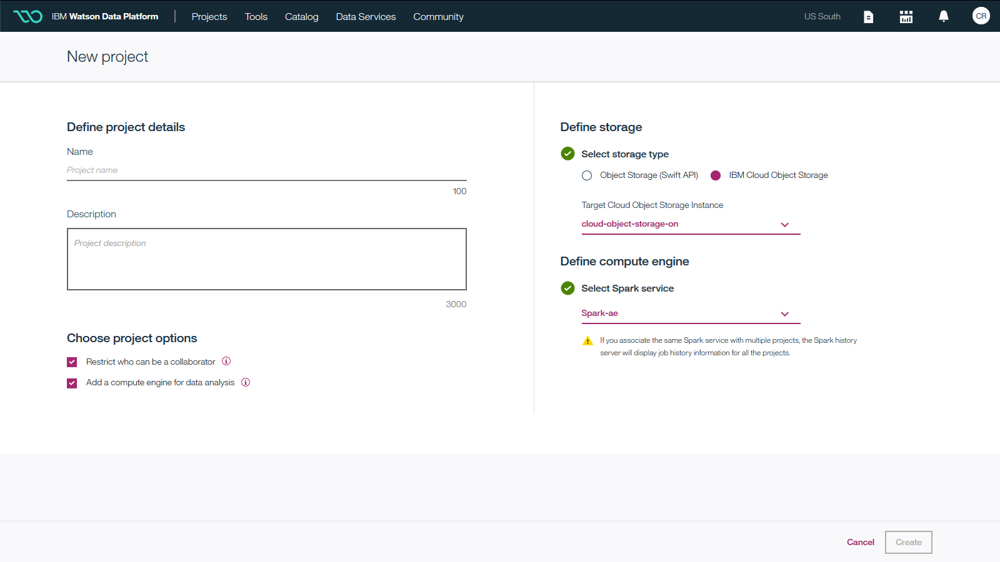 IBM Watson Data Platform
Projects
Tools
Catalog
Data Services
Community
US South
CR
New project
Define project details
Name
Project name
100
Description
Project description
3000
Choose project options
Restrict who can be a collaborator
Add a compute engine for data analysis
Define storage
Select storage type
Object Storage (Swift API)
IBM Cloud Object Storage
Target Cloud Object Storage Instance
cloud-object-storage-on
Define compute engine
Select Spark service
Spark-ae
If you associate the same Spark service with multiple projects, the Spark history
server will display job history information for all the projects.
Cancel
Create